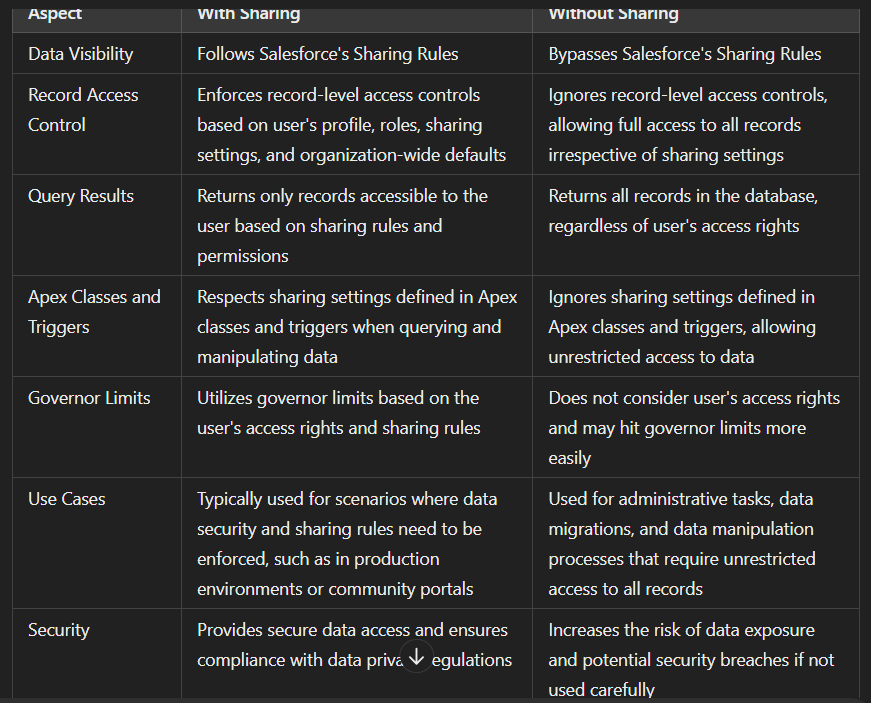 Aspect With Sharing Without Sharing
Data Visibility Follows Salesforce's Sharing Rules Bypasses Salesforce's Sharing Rules
Record Access Control
Enforces record-level access controls
based on user's profile, roles, sharing
settings, and organization-wide defaults
Ignores record-level access controls,
allowing full access to all records
irrespective of sharing settings
Query Results
Returns only records accessible to the
user based on sharing rules and
permissions
Returns all records in the database,
regardless of user's access rights
Apex Classes and
Triggers
Respects sharing settings defined in Apex
classes and triggers when querying and
manipulating data
Ignores sharing settings defined in
Apex classes and triggers, allowing
unrestricted access to data
Governor Limits
Utilizes governor limits based on the
user's access rights and sharing rules
Does not consider user's access rights
and may hit governor limits more
easily
Use Cases
Typically used for scenarios where data
security and sharing rules need to be
enforced, such as in production
environments or community portals
Used for administrative tasks, data
migrations, and data manipulation
processes that require unrestricted
access to all records
Security
Provides secure data access and ensures
compliance with data priva egulations
Increases the risk of data exposure
and potential security breaches if not
used carefully